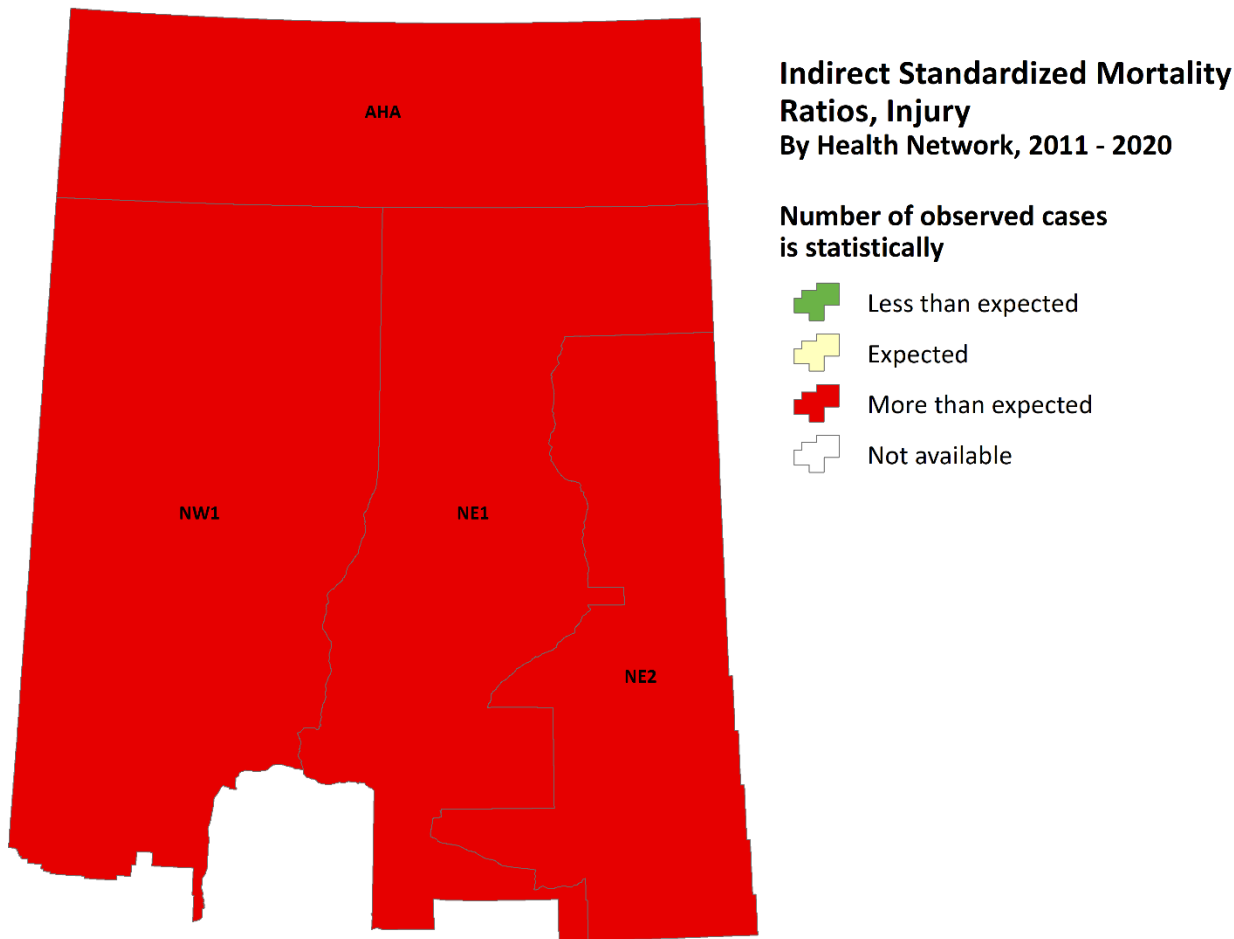 Indirect Standardized Mortality
Ratios, Injury
By Health Network, 2011 - 2020
Number of observed cases
is statistically
Less than expected
Expected
More than expected
Not available
AHA
NW1
NE1
NE2